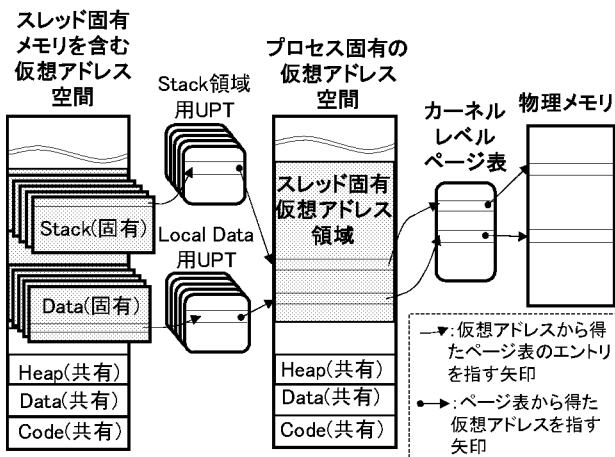 スレッド固有
メモリを含む
仮想アドレス
空間
Stack(固有)
Data(固有)
Heap(共有)
Data(共有)
Code(共有)
Stack領域
用UPT
Local Data
用UPT
プロセス固有の
仮想アドレス
空間
スレッド固有
仮想アドレス
領域
Heap(共有)
Data(共有)
Code(共有)
カーネル
レベル
ページ表
物理メモリ
:仮想アドレスから得
たページ表のエントリ
を指す矢印
:ページ表から得た
仮想アドレスを指す
矢印